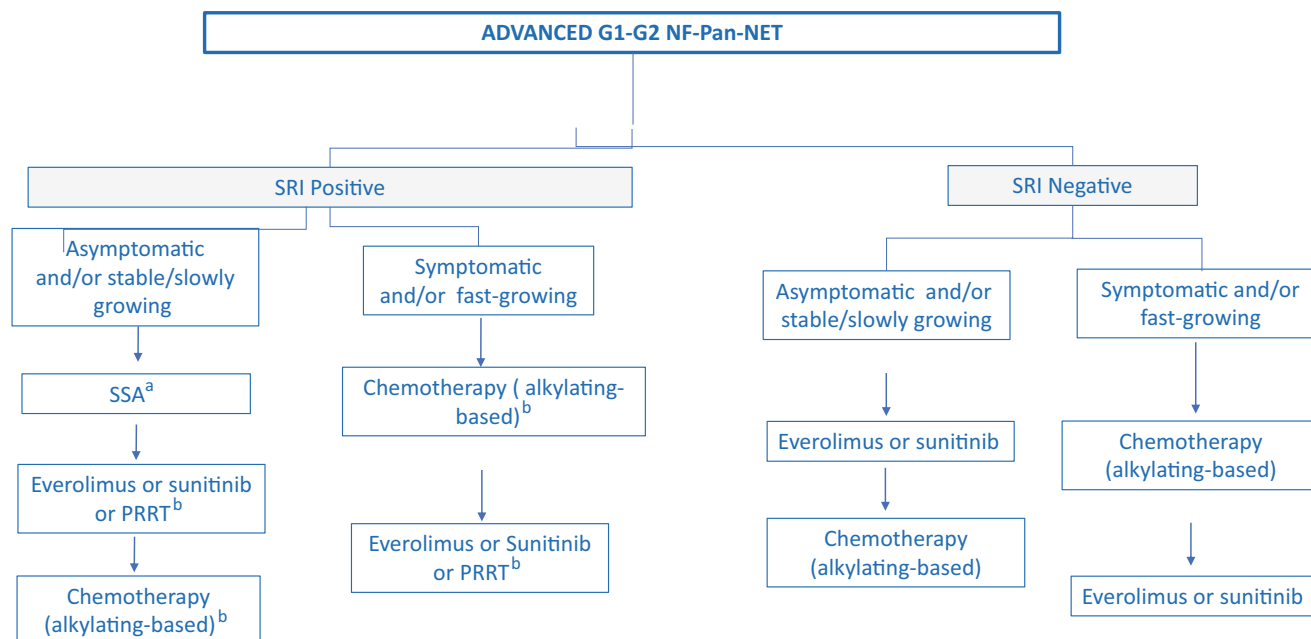 ADVANCED G1-G2 NF-Pan-NET
SRI Positive
SRI Negative
Asymptomatic
and/or stable/slowly
growing
SSAa
Everolimus or sunitinib
or PRRTb
Chemotherapy
(alkylating-based)b
Symptomatic
and/or fast-growing
Chemotherapy ( alkylating-
based)b
Everolimus or Sunitinib
or PRRTb
Asymptomatic and/or
stable/slowly growing
Everolimus or sunitinib
Chemotherapy
(alkylating-based)
Symptomatic and/or
fast-growing
Chemotherapy
(alkylating-based)
Everolimus or sunitinib